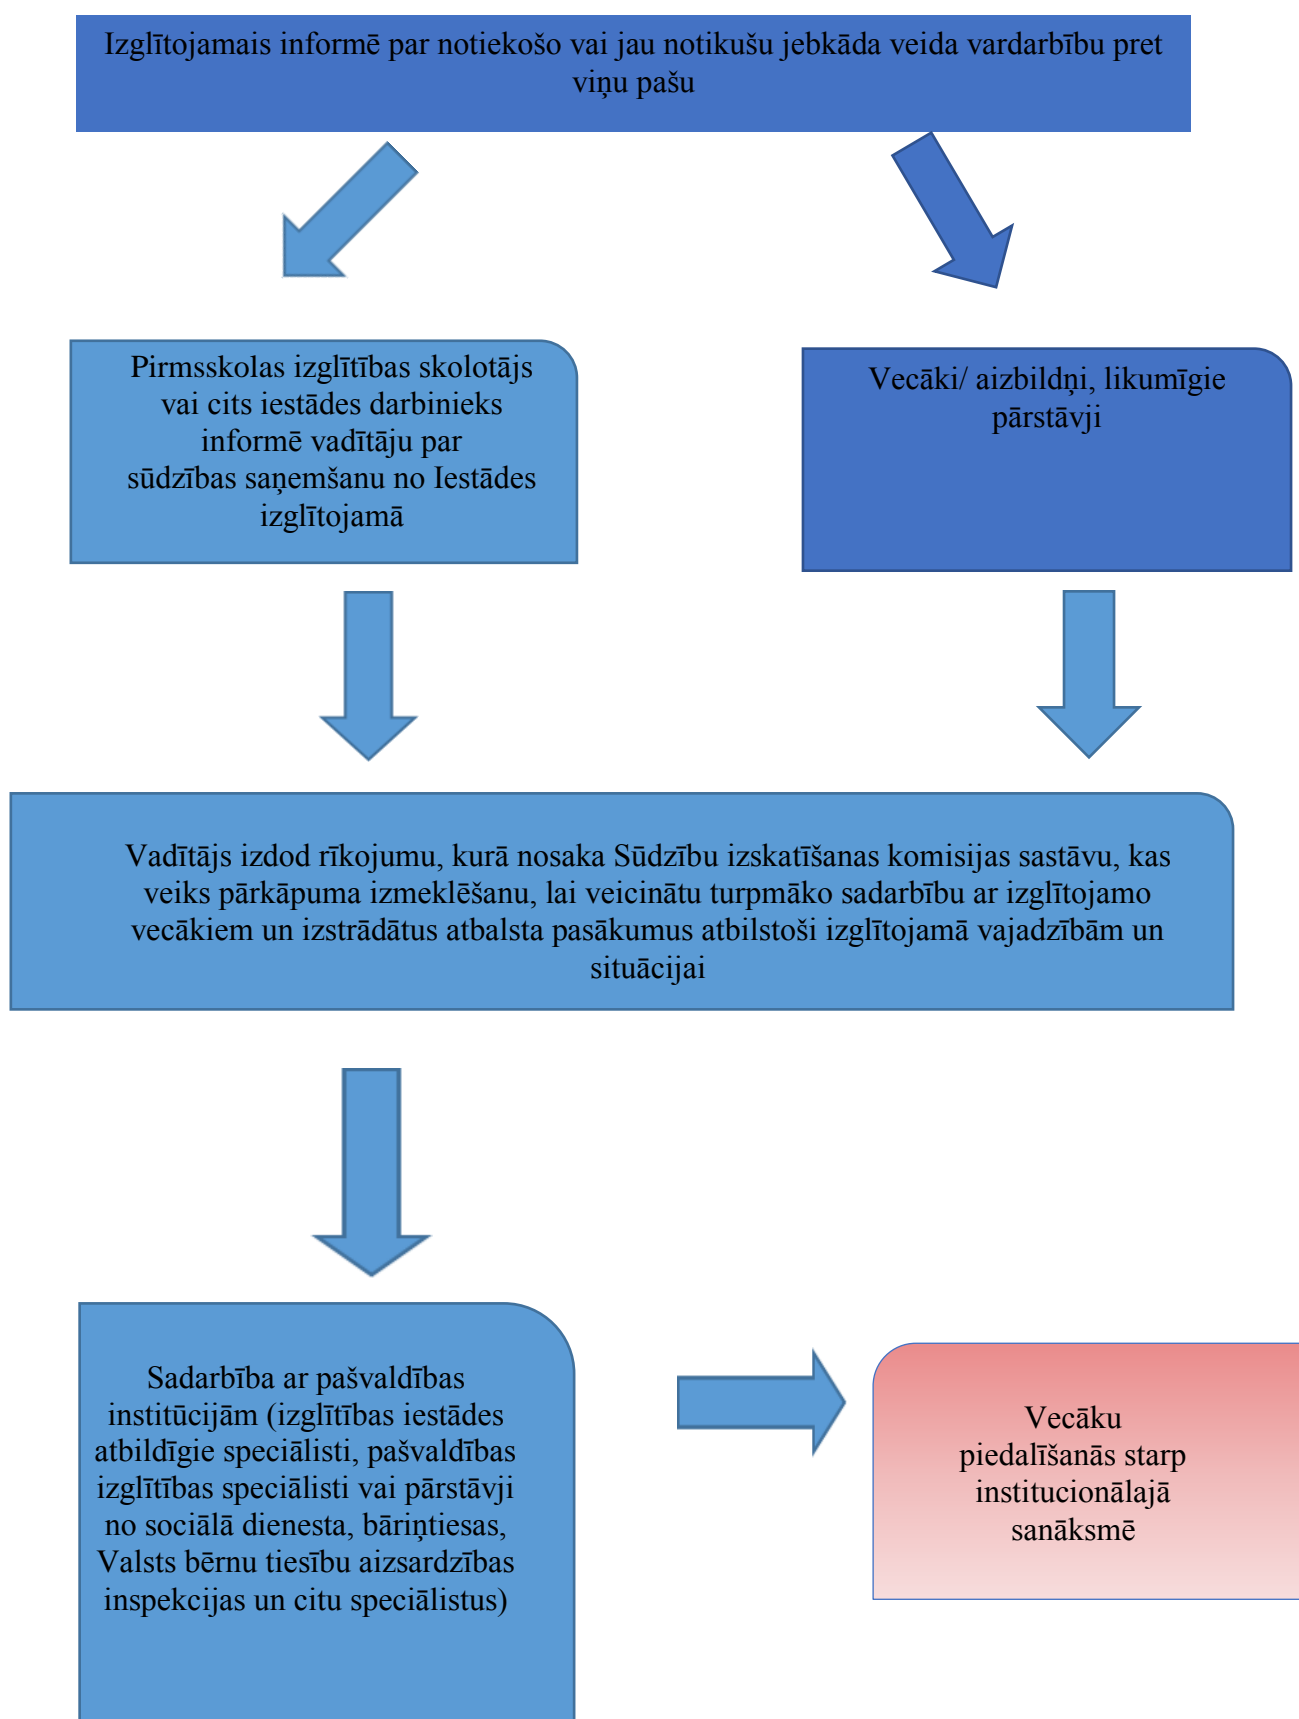 Izglītojamais informē par notiekošo vai jau notikušu jebkāda veida vardarbību pret
viņu pašu
Pirmsskolas izglītības skolotājs
vai cits iestādes darbinieks
informē vadītāju par
sūdzības saņemšanu no Iestādes
izglītojamā
Vecāki/ aizbildņi, likumīgie
pārstāvji
Vadītājs izdod rīkojumu, kurā nosaka Sūdzību izskatīšanas komisijas sastāvu, kas
veiks pārkāpuma izmeklēšanu, lai veicinātu turpmāko sadarbību ar izglītojamo
vecākiem un izstrādātus atbalsta pasākumus atbilstoši izglītojamā vajadzībām un
situācijai
Sadarbība ar pašvaldības
institūcijām (izglītības iestādes
atbildīgie speciālisti, pašvaldības
izglītības speciālisti vai pārstāvji
no sociālā dienesta, bāriņtiesas,
Valsts bērnu tiesību aizsardzības
inspekcijas un citu speciālistus)
Vecāku
piedalīšanās starp
institucionālajā
sanāksmē